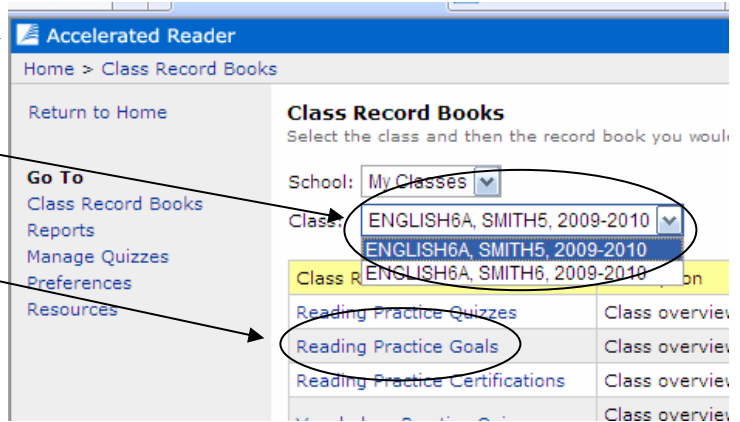 Accelerated Reader
Home > Class Record Books
Return to Home
Class Record Books
Select the class and then the record book you
Go To
Class Record Books
Reports
Manage Quizzes
Preferences
Resources
School: My Classes
Class: ENGLISH6A, SMITH5, 2009-2010
ENGLISH6A, SMITH5, 2009-2010
ENGLISH6A, SMITH6, 2009-2010
Class
Reading Practice Quizzes
Class overview
Reading Practice Goals
Class overview
Reading Practice Certifications
Class overview
Class overview